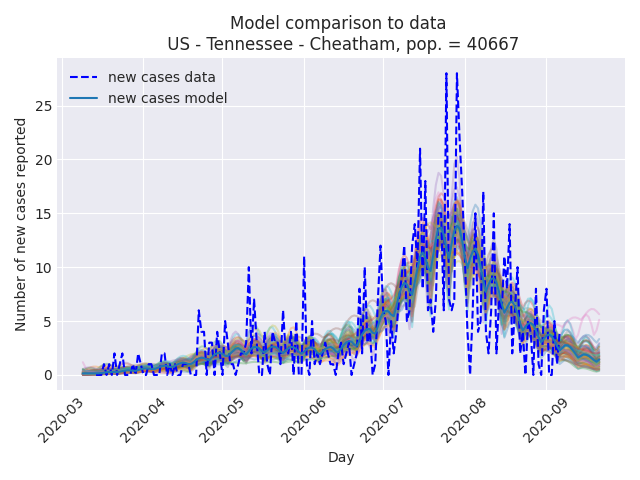 Model comparison to data
US - Tennessee - Cheatham, pop. = 40667
new cases data
new cases model
Number of new cases reported
25
20
15
10
5
0
2020-03
2020-04
2020-05
2020-06
2020-07
2020-08
2020-09
Day